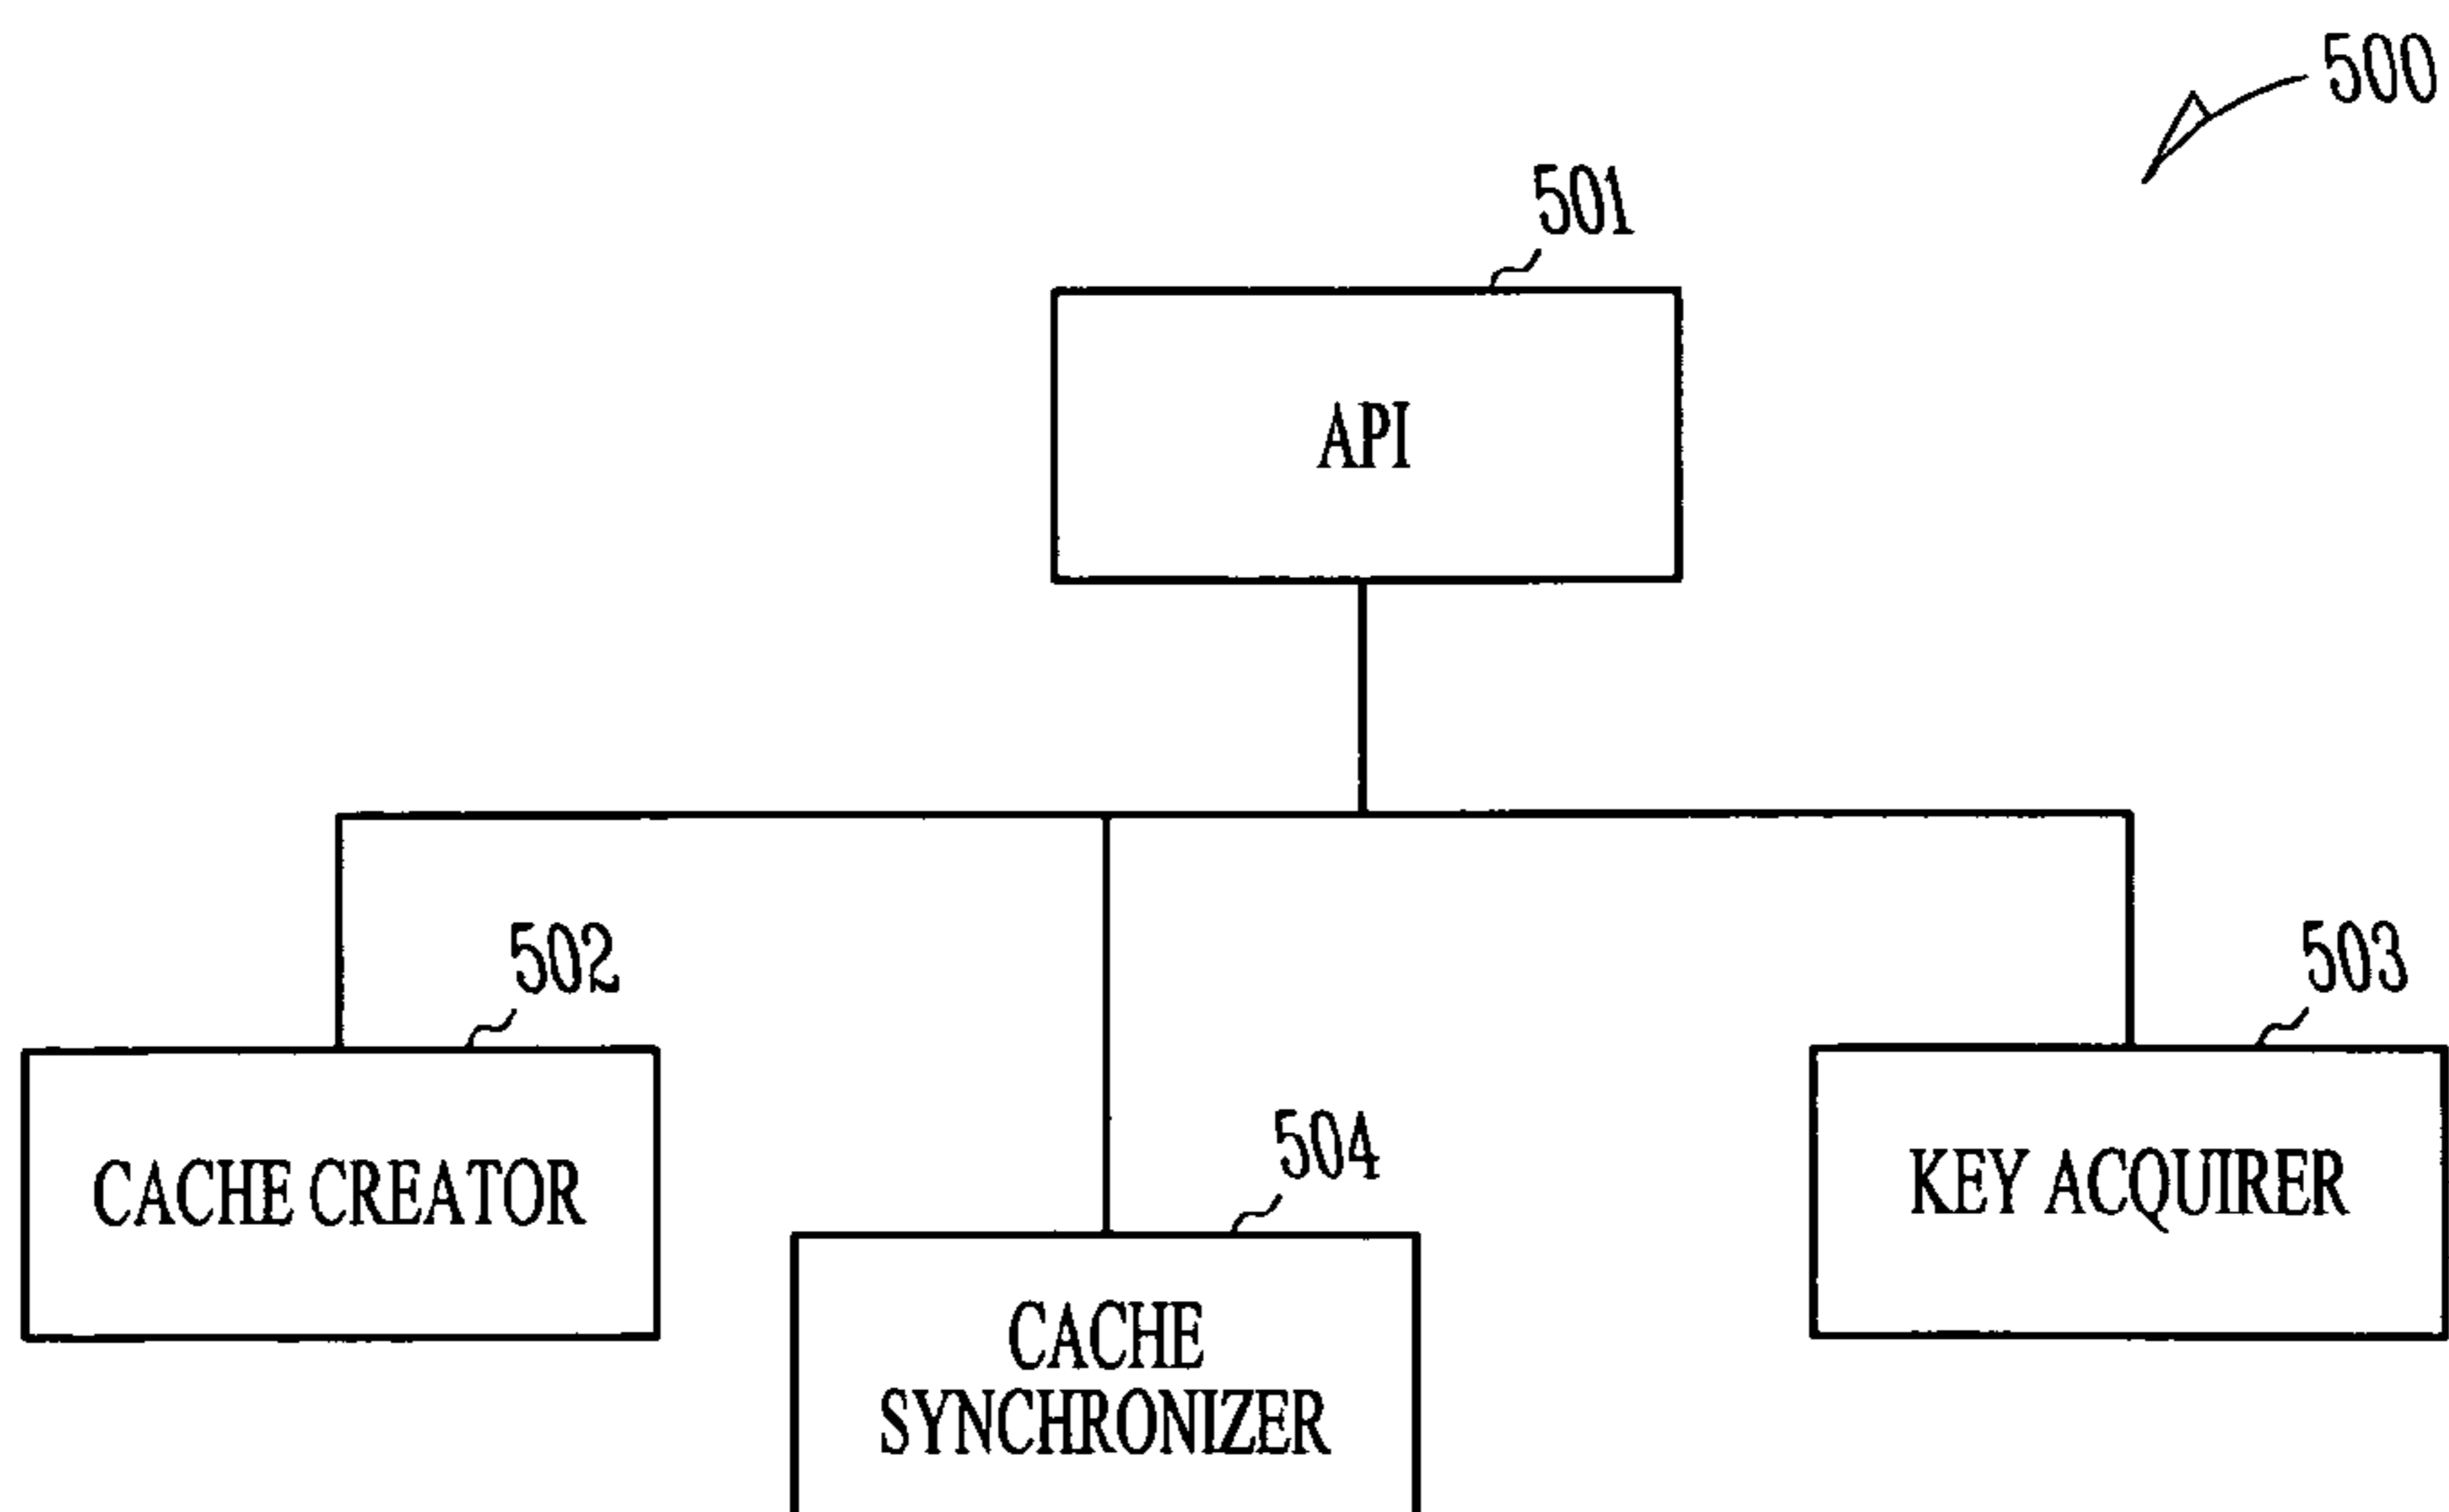 500
501
API
502
503
504
CACHE CREATOR
KEY ACQUIRER
CACHE
SYNCHRONIZER